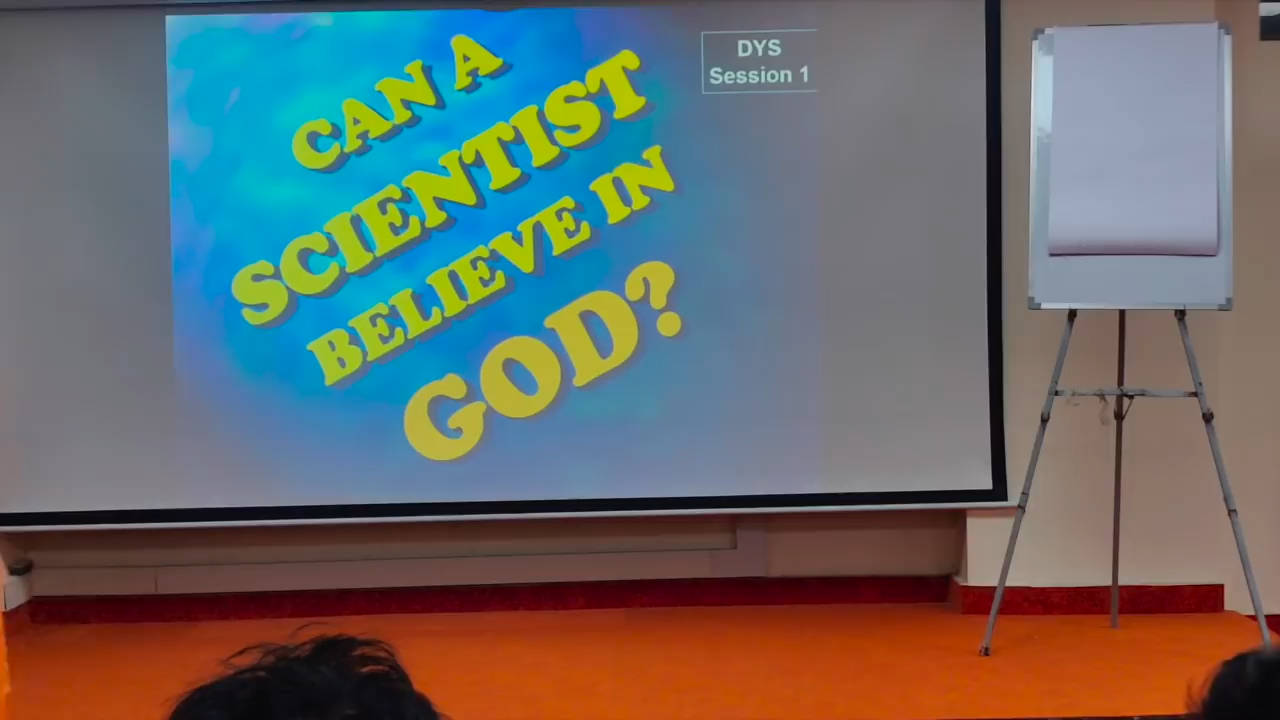 CAN A
SCIENTIST
BELIEVE IN
GOD?
DYS
Session 1